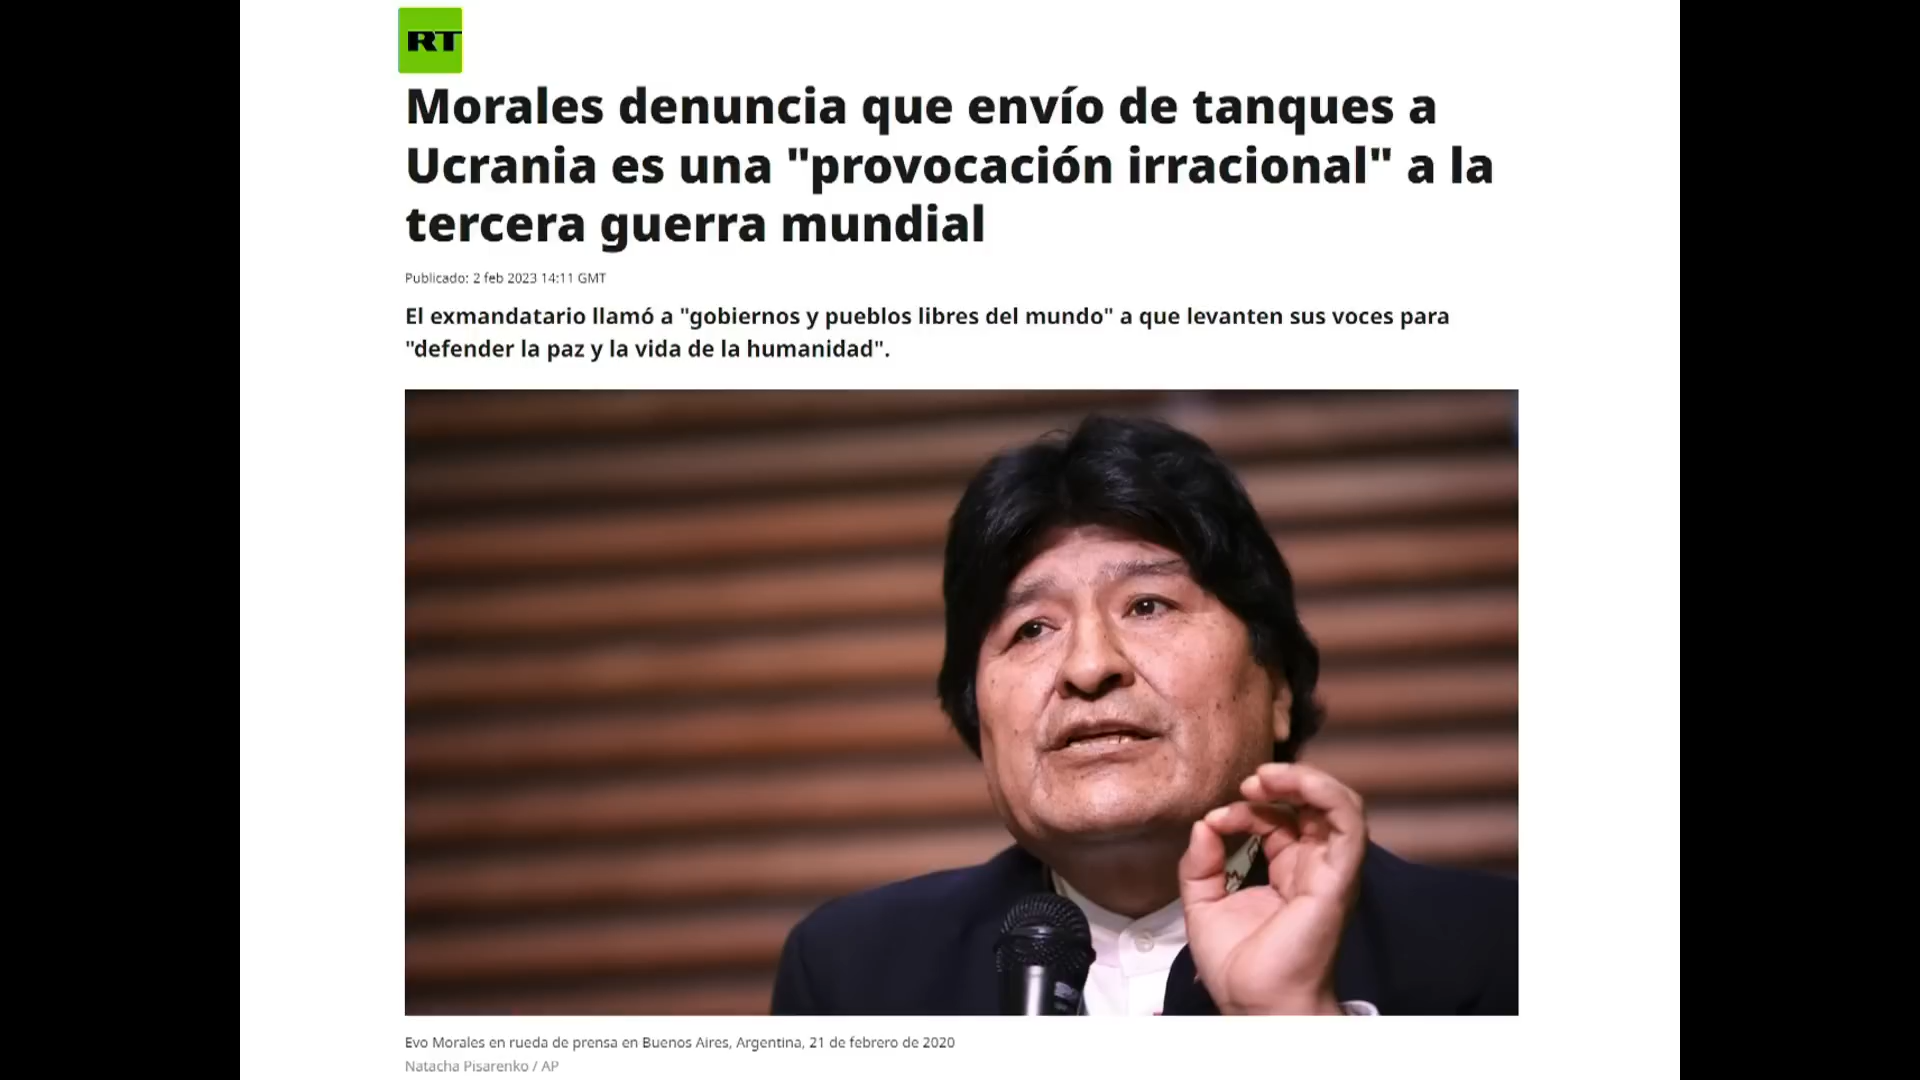 RT
Morales denuncia que envío de tanques a
Ucrania es una "provocación irracional" a la
tercera guerra mundial
Publicado: 2 feb 2023 14:11 GMT
El exmandatario llamó a "gobiernos y pueblos libres del mundo" a que levanten sus voces para
"defender la paz y la vida de la humanidad".
Evo Morales en rueda de prensa en Buenos Aires, Argentina, 21 de febrero de 2020
Natacha Pisarenko / AP